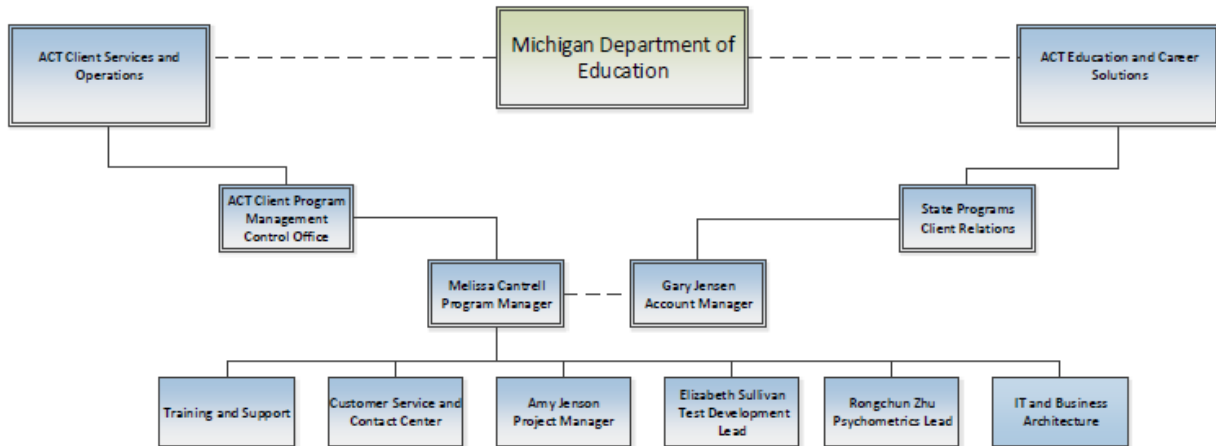 Michigan Department of
Education
ACT Client Services and
Operations
ACT Education and Career
Solutions
ACT Client Program
Management
Control Office
State Programs
Client Relations
Melissa Cantrell
Program Manager
Gary Jensen
Account Manager
Training and Support
Customer Service and
Contact Center
Amy Jenson
Project Manager
Elizabeth Sullivan
Test Development
Lead
Rongchun Zhu
Psychometrics Lead
IT and Business
Architecture